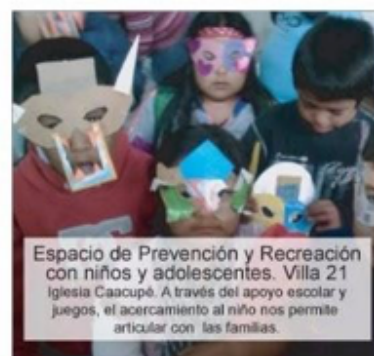 Espacio de Prevención y Recreación
con niños y adolescentes. Villa 21
Iglesia Caacupé. A través del apoyo escolar y
juegos, el acercamiento al niño nos permite
articular con las familias.